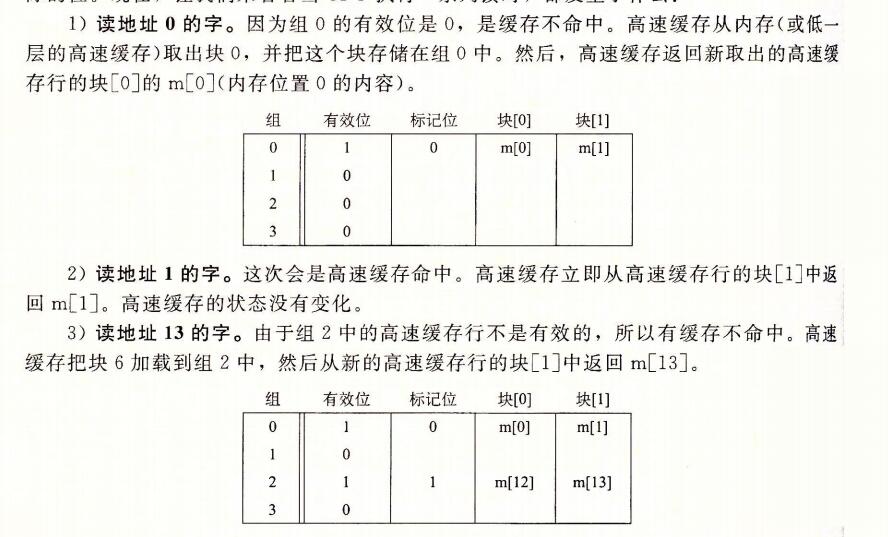 1) 读地址 0 的字。因为组 0 的有效位是 0，是缓存不命中。高速缓存从内存(或低一
层的高速缓存)取出块 0，并把这个块存储在组 0 中。然后，高速缓存返回新取出的高速缓
存行的块[0]的 m[0](内存位置 0 的内容)。
组 有效位 标记位 块[0] 块[1]
0 1 0 m[0] m[1]
1 0
2 0
3 0
2) 读地址 1 的字。这次会是高速缓存命中。高速缓存立即从高速缓存行的块[1]中返
回 m[1]。高速缓存的状态没有变化。
3) 读地址 13 的字。由于组 2 中的高速缓存行不是有效的，所以有缓存不命中。高速
缓存把块 6 加载到组 2 中，然后从新的高速缓存行的块[1]中返回 m[13]。
组 有效位 标记位 块[0] 块[1]
0 1 0 m[0] m[1]
1 0
2 1 1 m[12] m[13]
3 0